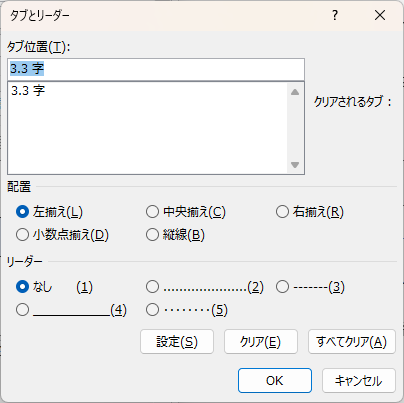 タブとリーダー
タブ位置(T):
3.3 字
3.3 字
クリアされるタブ：
配置
左揃え(L) 中央揃え(C) 右揃え(R)
小数点揃え(D) 縦線(B)
リーダー
なし (1) ......................(2) -------(3)
____________(4) ········(5)
設定(S) クリア(E) すべてクリア(A)
OK キャンセル